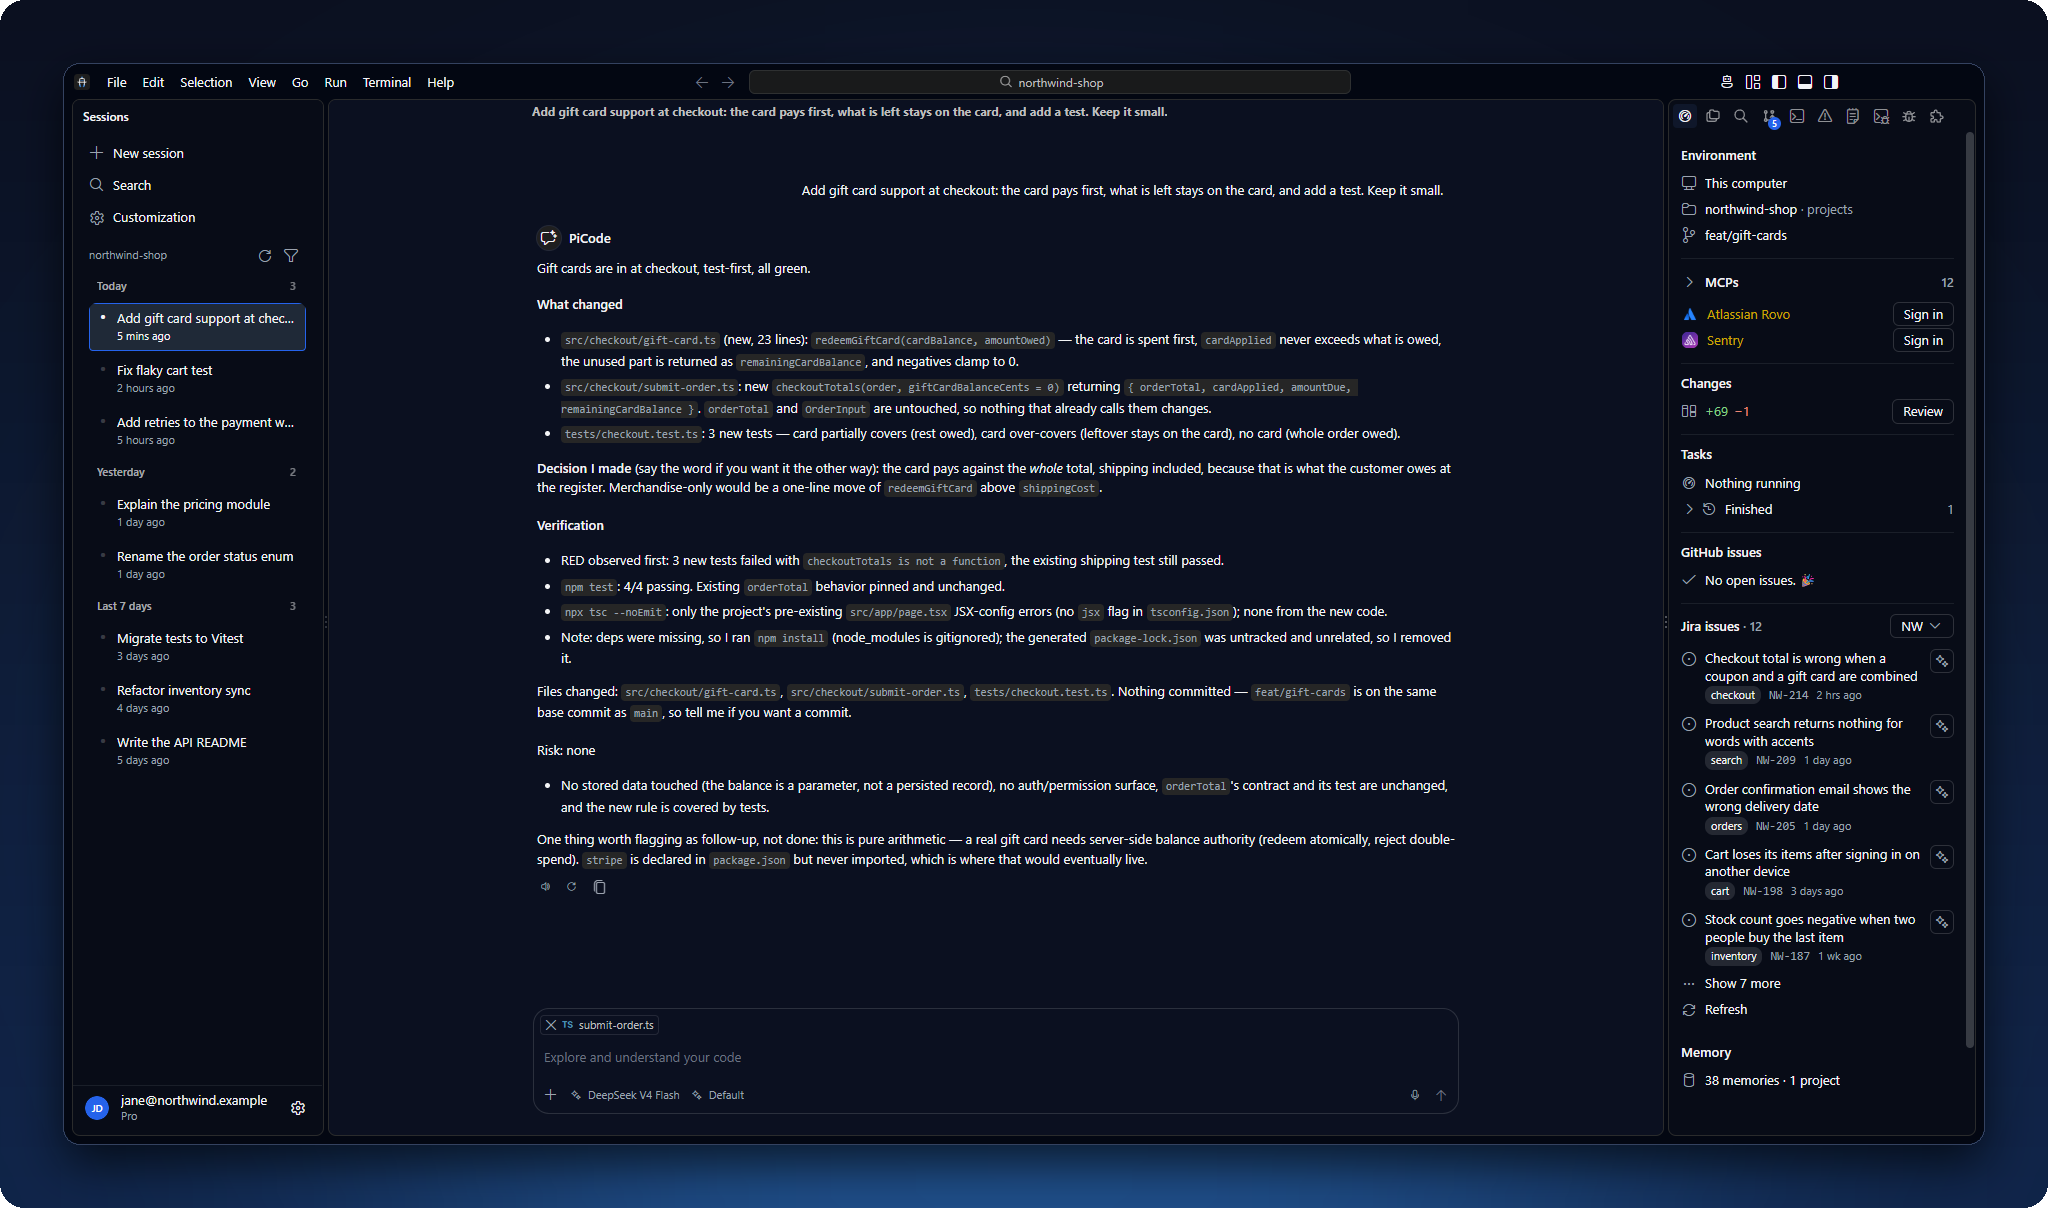 File Edit Selection View Go Run Terminal Help
northwind-shop
Sessions
New session
Search
Customization
northwind-shop
Today 3
Add gift card support at chec...
5 mins ago
Fix flaky cart test
2 hours ago
Add retries to the payment w...
5 hours ago
Yesterday 2
Explain the pricing module
1 day ago
Rename the order status enum
1 day ago
Last 7 days 3
Migrate tests to Vitest
3 days ago
Refactor inventory sync
4 days ago
Write the API README
5 days ago
JD
jane@northwind.example
Pro
Add gift card support at checkout: the card pays first, what is left stays on the card, and add a test. Keep it small.
Add gift card support at checkout: the card pays first, what is left stays on the card, and add a test. Keep it small.
PiCode
Gift cards are in at checkout, test-first, all green.
What changed
• src/checkout/gift-card.ts (new, 23 lines): redeemGiftCard(cardBalance, amountOwed) — the card is spent first, cardApplied never exceeds what is owed,
the unused part is returned as remainingCardBalance, and negatives clamp to 0.
• src/checkout/submit-order.ts: new checkoutTotals(order, giftCardBalanceCents = 0) returning { orderTotal, cardApplied, amountDue,
remainingCardBalance }. orderTotal and OrderInput are untouched, so nothing that already calls them changes.
• tests/checkout.test.ts: 3 new tests — card partially covers (rest owed), card over-covers (leftover stays on the card), no card (whole order owed).
Decision I made (say the word if you want it the other way): the card pays against the whole total, shipping included, because that is what the customer owes at
the register. Merchandise-only would be a one-line move of redeemGiftCard above shippingCost.
Verification
• RED observed first: 3 new tests failed with checkoutTotals is not a function, the existing shipping test still passed.
• npm test: 4/4 passing. Existing orderTotal behavior pinned and unchanged.
• npx tsc --noEmit: only the project's pre-existing src/app/page.tsx JSX-config errors (no jsx flag in tsconfig.json); none from the new code.
• Note: deps were missing, so I ran npm install (node_modules is gitignored); the generated package-lock.json was untracked and unrelated, so I removed
it.
Files changed: src/checkout/gift-card.ts, src/checkout/submit-order.ts, tests/checkout.test.ts. Nothing committed — feat/gift-cards is on the same
base commit as main, so tell me if you want a commit.
Risk: none
• No stored data touched (the balance is a parameter, not a persisted record), no auth/permission surface, orderTotal's contract and its test are unchanged,
and the new rule is covered by tests.
One thing worth flagging as follow-up, not done: this is pure arithmetic — a real gift card needs server-side balance authority (redeem atomically, reject double-
spend). stripe is declared in package.json but never imported, which is where that would eventually live.
TS submit-order.ts
Explore and understand your code
DeepSeek V4 Flash Default
5
Environment
This computer
northwind-shop · projects
feat/gift-cards
MCPs 12
Atlassian Rovo Sign in
Sentry Sign in
Changes
+69 −1 Review
Tasks
Nothing running
Finished 1
GitHub issues
No open issues. 🎉
Jira issues · 12 NW
Checkout total is wrong when a
coupon and a gift card are combined
checkout NW-214 2 hrs ago
Product search returns nothing for
words with accents
search NW-209 1 day ago
Order confirmation email shows the
wrong delivery date
orders NW-205 1 day ago
Cart loses its items after signing in on
another device
cart NW-198 3 days ago
Stock count goes negative when two
people buy the last item
inventory NW-187 1 wk ago
Show 7 more
Refresh
Memory
38 memories · 1 project